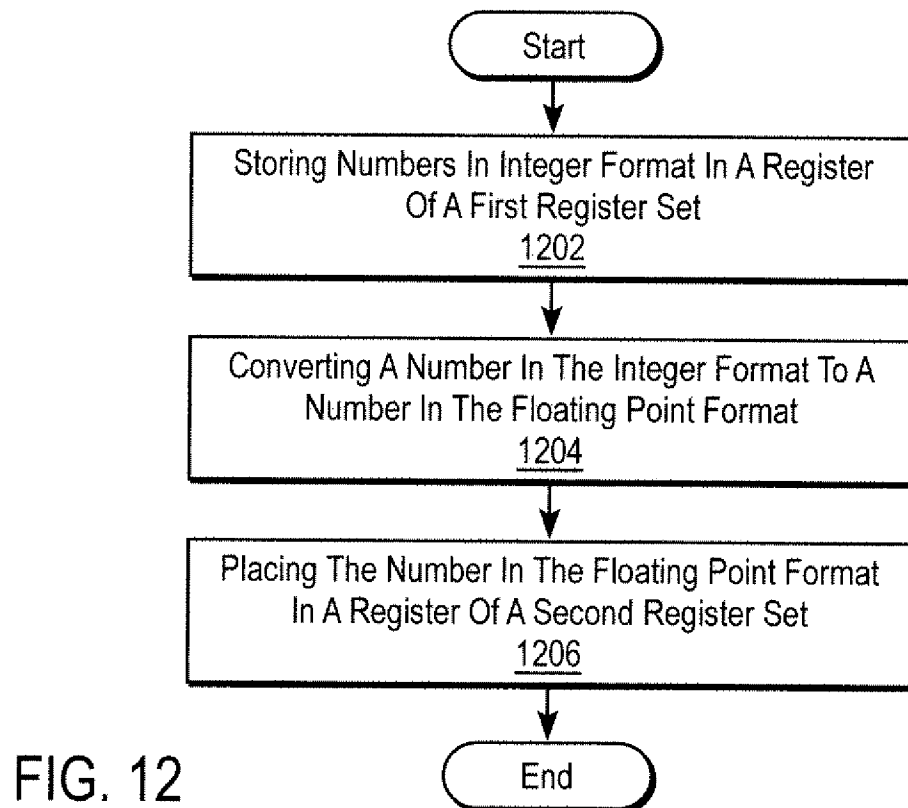 Start
Storing Numbers In Integer Format In A Register
Of A First Register Set
1202
Converting A Number In The Integer Format To A
Number In The Floating Point Format
1204
Placing The Number In The Floating Point Format
In A Register Of A Second Register Set
1206
End
FIG. 12